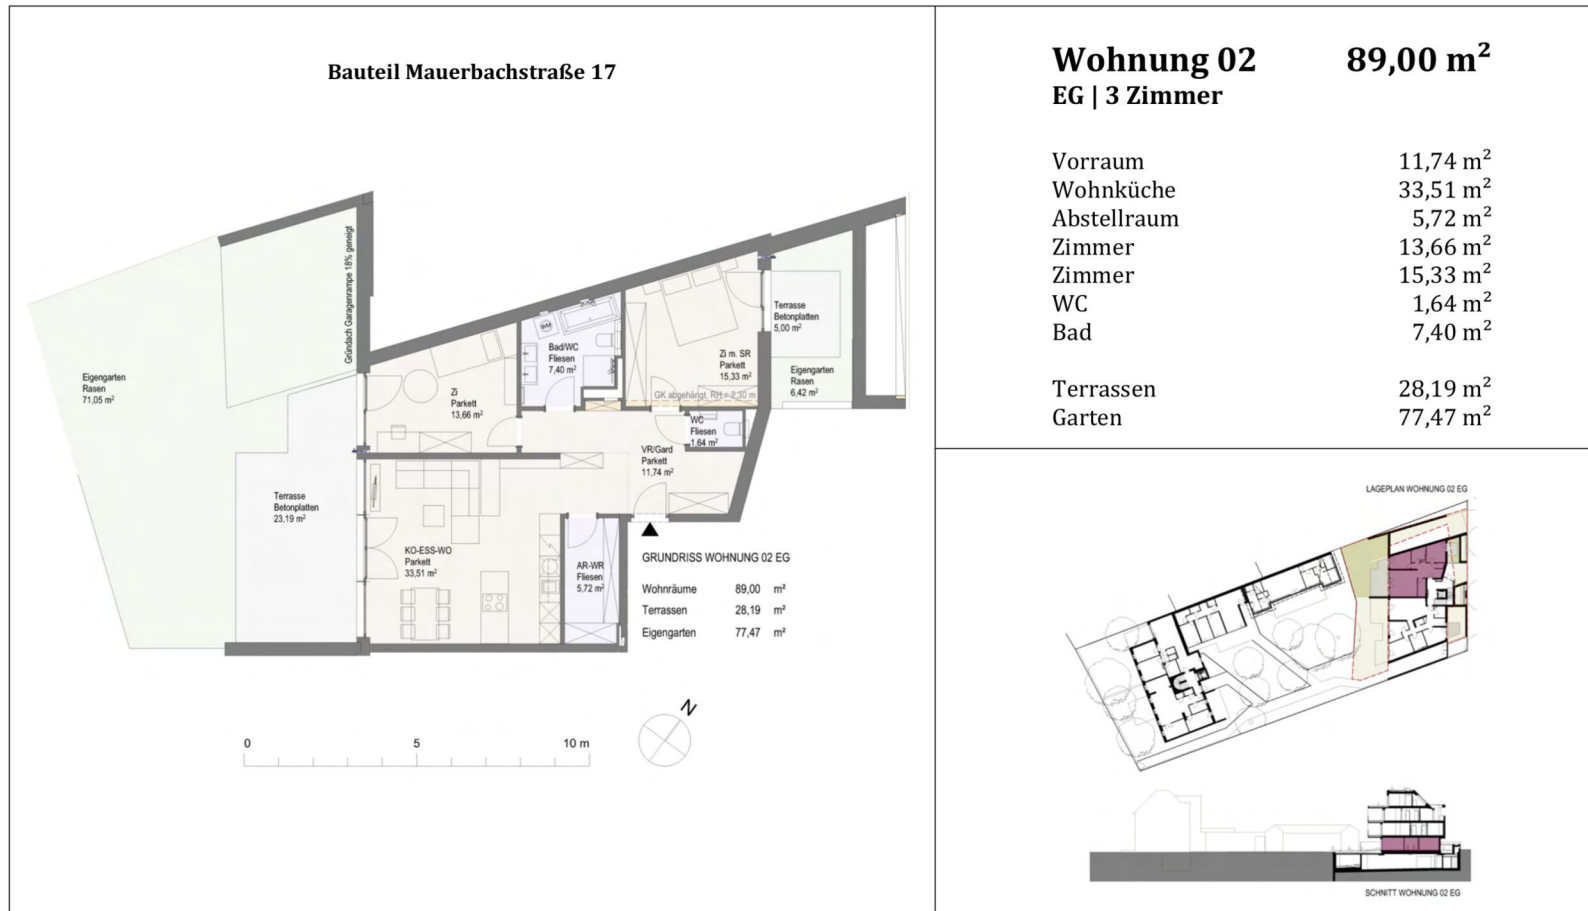 Bauteil Mauerbachstraße 17
Gründach Garagenrampe 18% geneigt
Eigengarten
Rasen
71,05 m²
Terrasse
Betonplatten
23,19 m²
Zi
Parkett
13,66 m²
Bad/WC
Fliesen
7,40 m²
WM
Zi m. SR
Parkett
15,33 m²
GK abgehängt, RH = 2,30 m
Terrasse
Betonplatten
5,00 m²
Eigengarten
Rasen
6,42 m²
WC
Fliesen
1,64 m²
VR/Gard
Parkett
11,74 m²
KO-ESS-WO
Parkett
33,51 m²
AR-WR
Fliesen
5,72 m²
GRUNDRISS WOHNUNG 02 EG
Wohnräume 89,00 m²
Terrassen 28,19 m²
Eigengarten 77,47 m²
N
0 5 10 m
Wohnung 02 89,00 m²
EG | 3 Zimmer
Vorraum 11,74 m²
Wohnküche 33,51 m²
Abstellraum 5,72 m²
Zimmer 13,66 m²
Zimmer 15,33 m²
WC 1,64 m²
Bad 7,40 m²
Terrassen 28,19 m²
Garten 77,47 m²
LAGEPLAN WOHNUNG 02 EG
SCHNITT WOHNUNG 02 EG